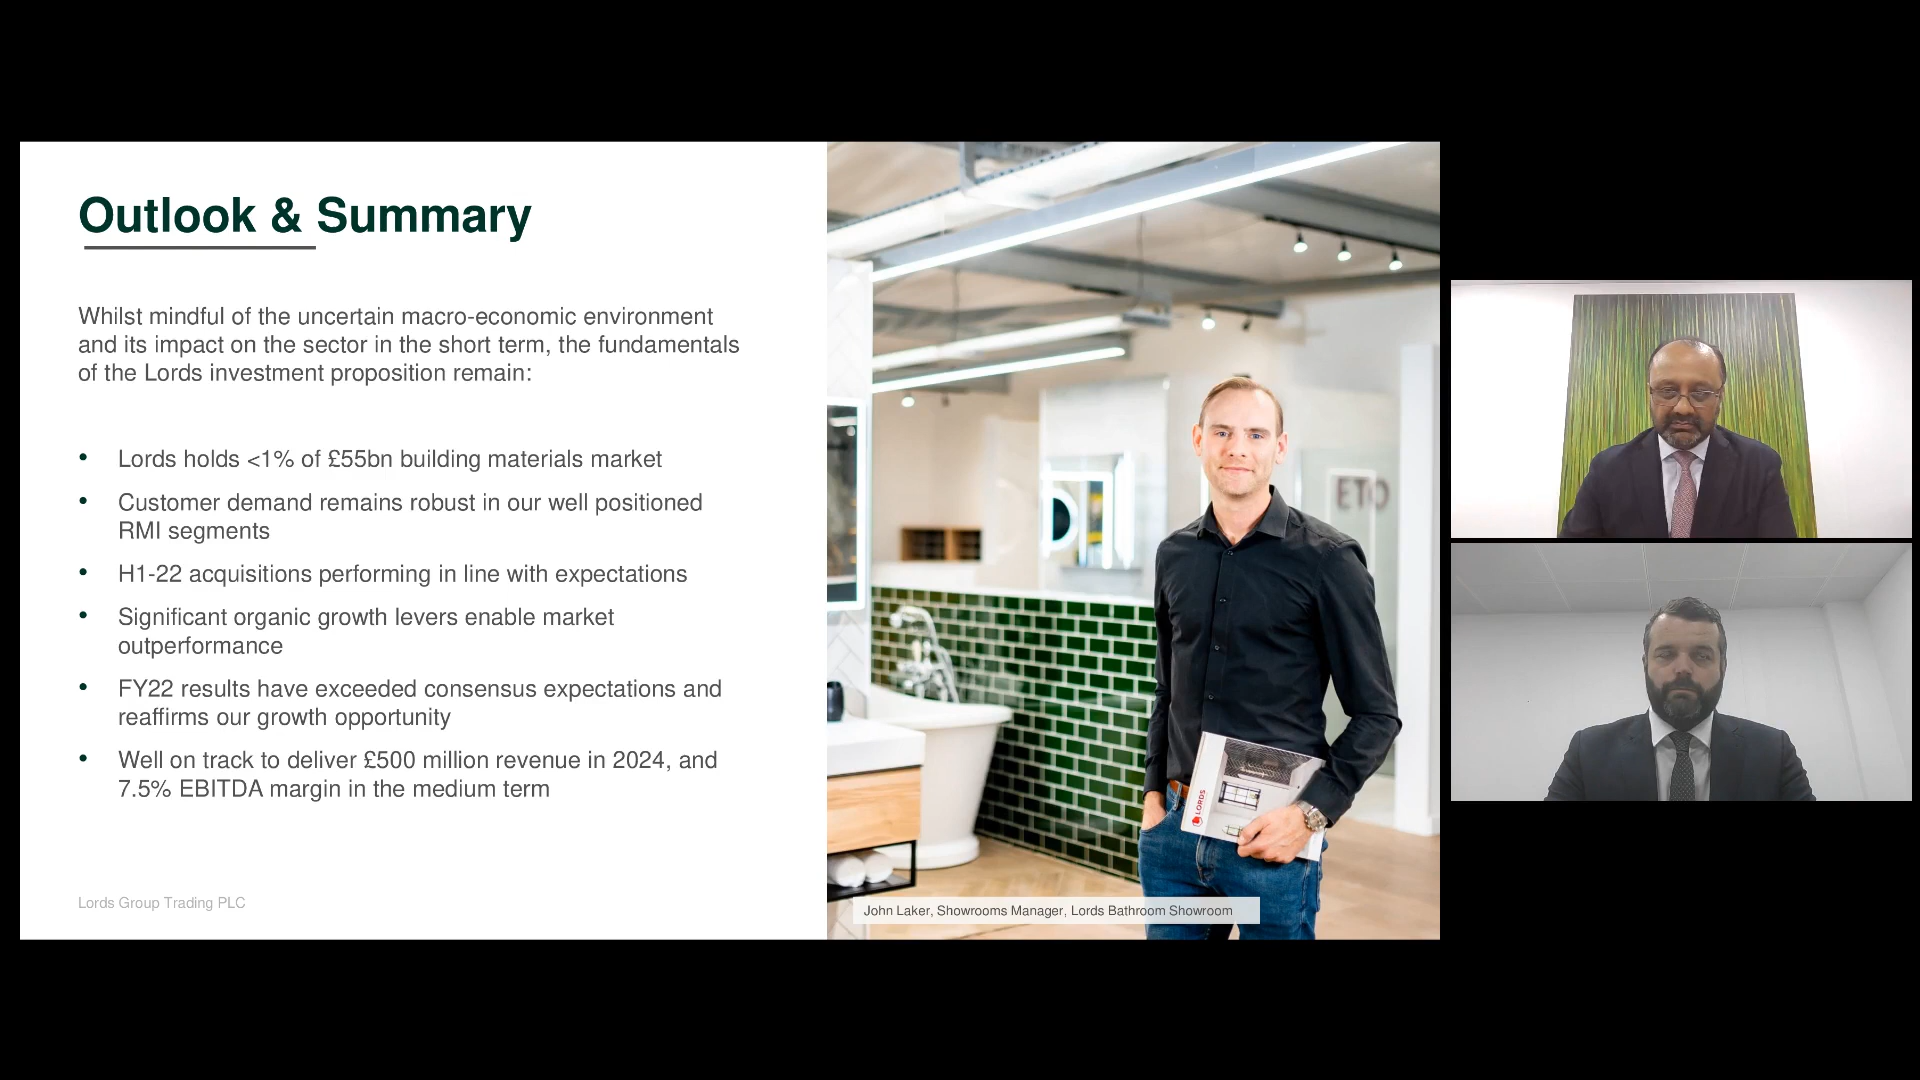 Outlook & Summary
Whilst mindful of the uncertain macro-economic environment
and its impact on the sector in the short term, the fundamentals
of the Lords investment proposition remain:
• Lords holds <1% of £55bn building materials market
• Customer demand remains robust in our well positioned
RMI segments
• H1-22 acquisitions performing in line with expectations
• Significant organic growth levers enable market
outperformance
• FY22 results have exceeded consensus expectations and
reaffirms our growth opportunity
• Well on track to deliver £500 million revenue in 2024, and
7.5% EBITDA margin in the medium term
Lords Group Trading PLC
ETO
LORDS
John Laker, Showrooms Manager, Lords Bathroom Showroom